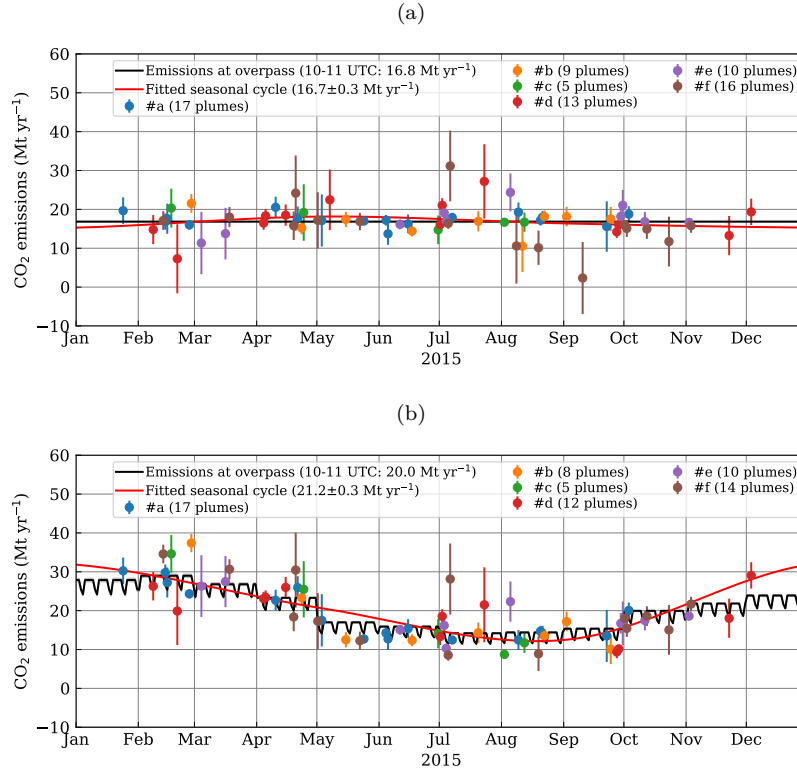 (a)
60
50
40
30
20
10
0
−10
CO₂ emissions (Mt yr⁻¹)
Emissions at overpass (10-11 UTC: 16.8 Mt yr⁻¹)
Fitted seasonal cycle (16.7±0.3 Mt yr⁻¹)
#a (17 plumes)
#b (9 plumes)
#c (5 plumes)
#d (13 plumes)
#e (10 plumes)
#f (16 plumes)
Jan Feb Mar Apr May Jun Jul Aug Sep Oct Nov Dec
2015
(b)
60
50
40
30
20
10
0
−10
CO₂ emissions (Mt yr⁻¹)
Emissions at overpass (10-11 UTC: 20.0 Mt yr⁻¹)
Fitted seasonal cycle (21.2±0.3 Mt yr⁻¹)
#a (17 plumes)
#b (8 plumes)
#c (5 plumes)
#d (12 plumes)
#e (10 plumes)
#f (14 plumes)
Jan Feb Mar Apr May Jun Jul Aug Sep Oct Nov Dec
2015